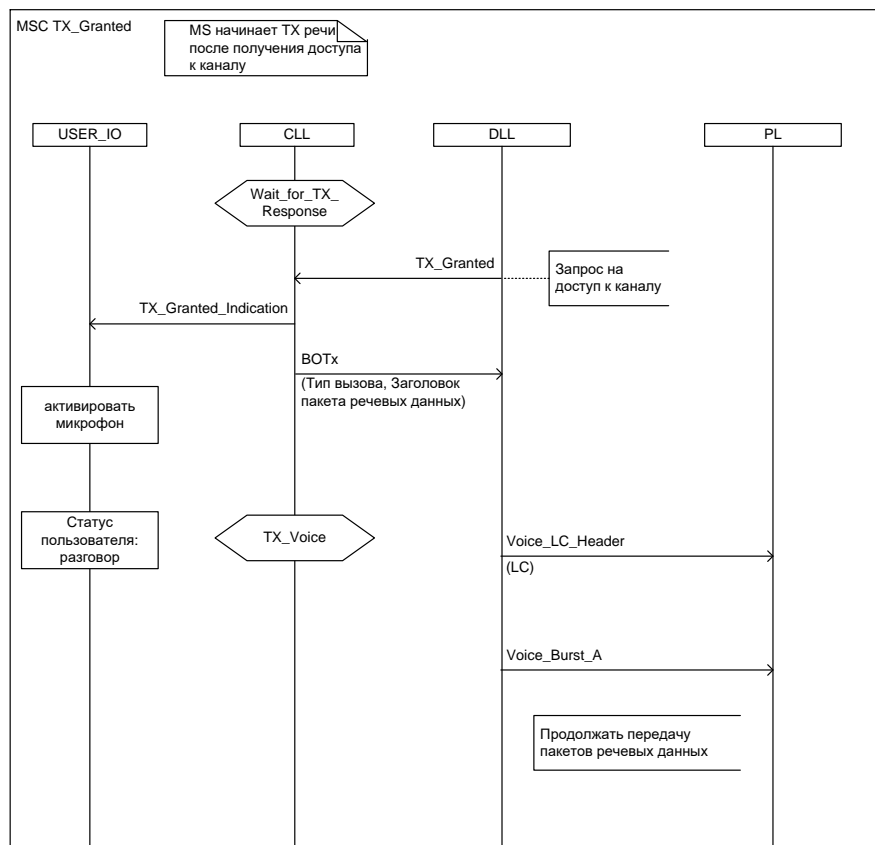 MSC TX_Granted
MS начинает TX речи
после получения доступа
к каналу
USER_IO
CLL
DLL
PL
Wait_for_TX_
Response
TX_Granted
Запрос на
доступ к каналу
TX_Granted_Indication
BOTx
(Тип вызова, Заголовок
пакета речевых данных)
активировать
микрофон
Статус
пользователя:
разговор
TX_Voice
Voice_LC_Header
(LC)
Voice_Burst_A
Продолжать передачу
пакетов речевых данных